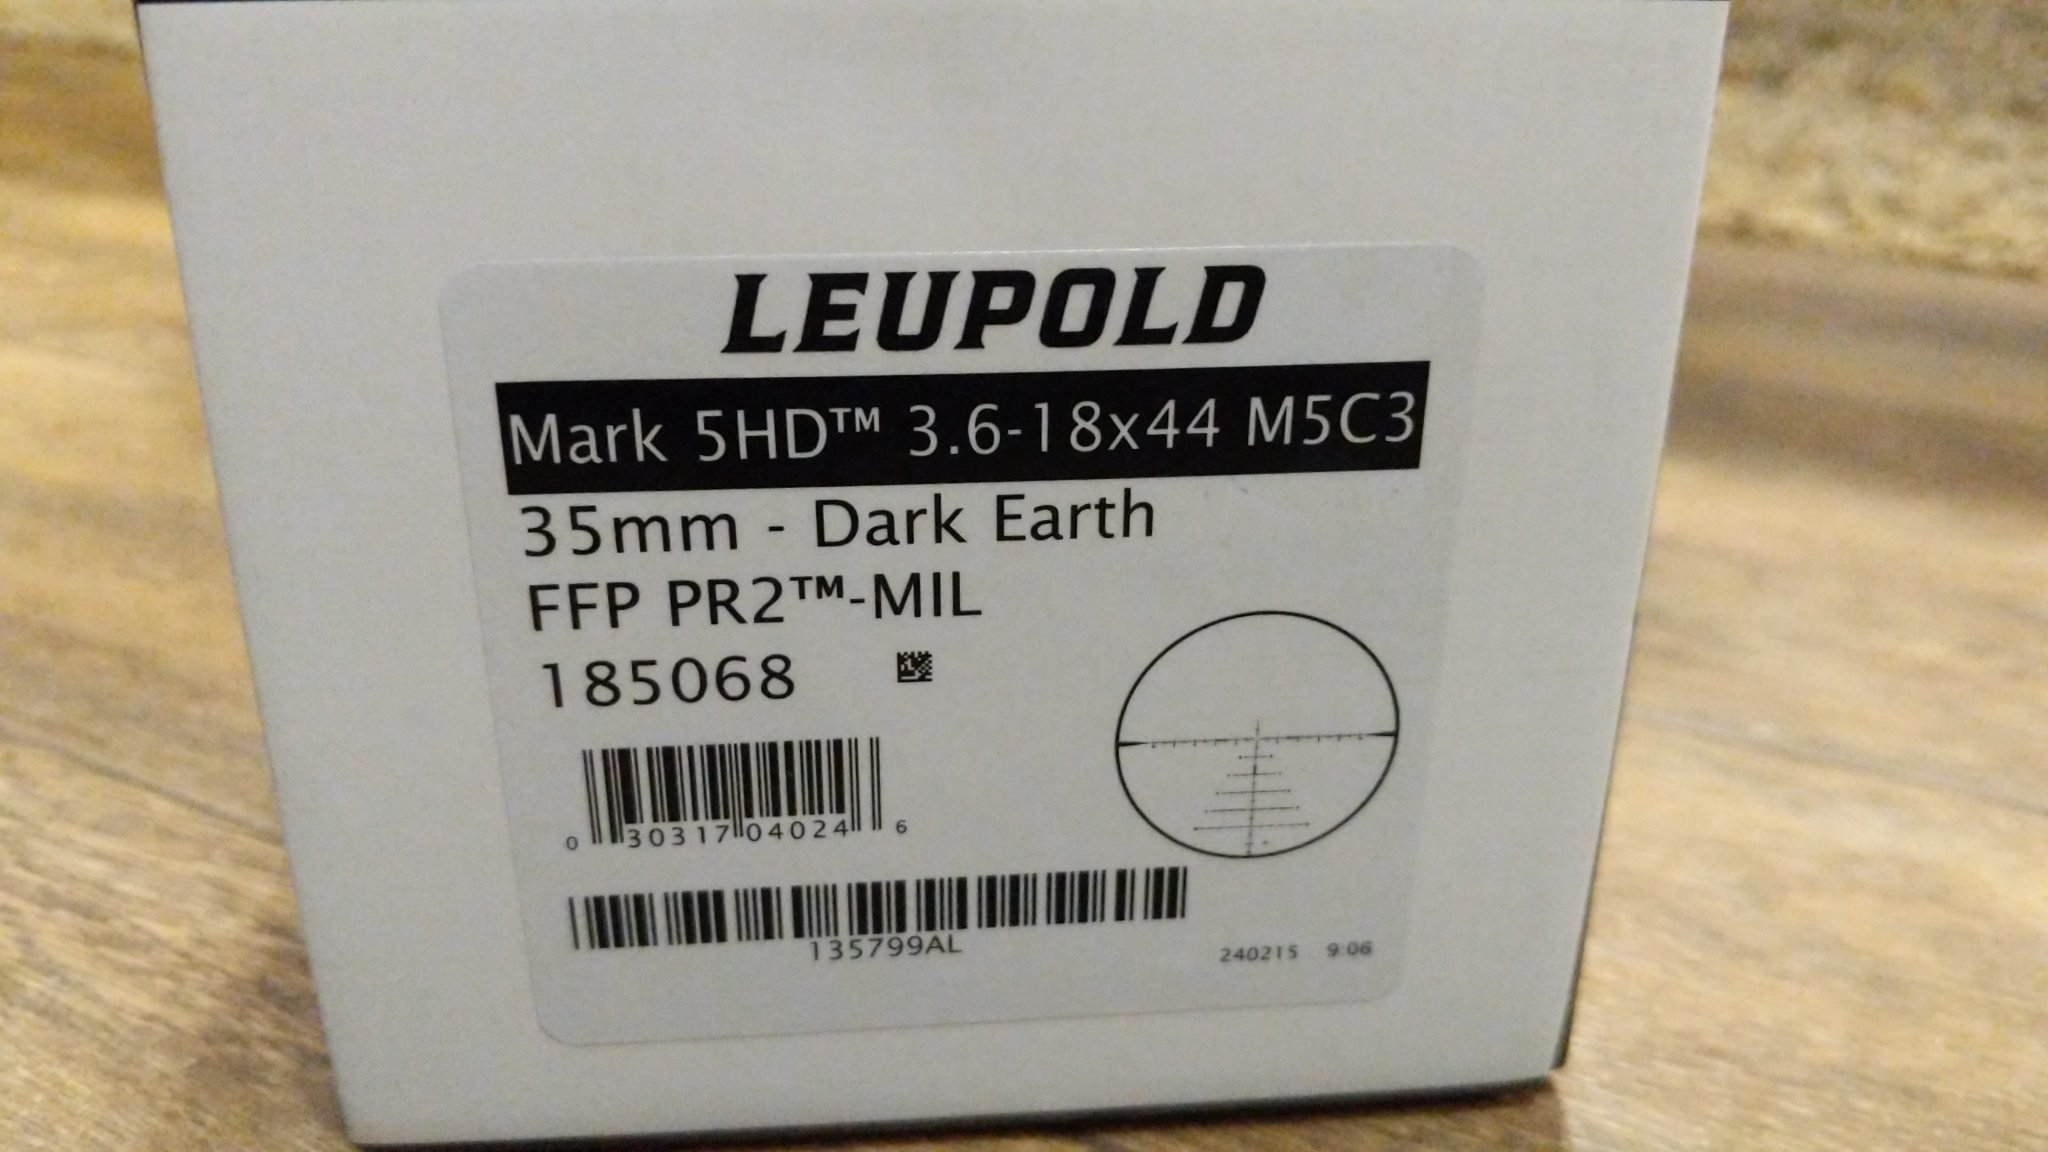 LEUPOLD
Mark 5HD™ 3.6-18x44 M5C3
35mm - Dark Earth
FFP PR2™-MIL
185068
0 30317 04024 6
135799AL
240215 9:06